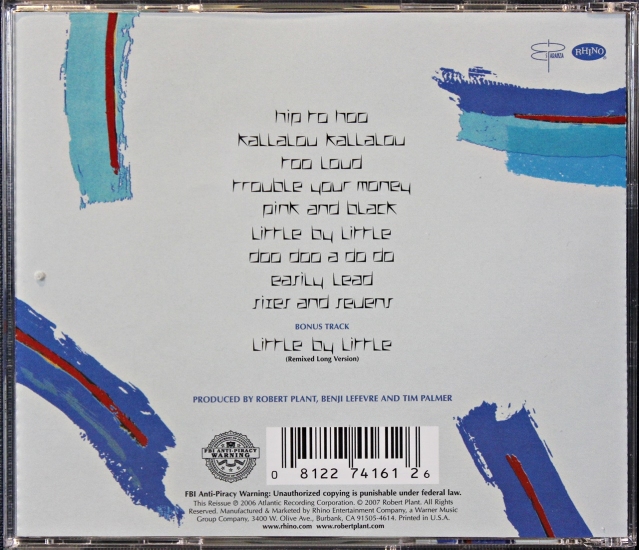 ESPARANZA
RHINO
hip to hoo
kallalou kallalou
too loud
trouble your money
pink and black
little by little
doo doo a do do
easily lead
sixes and sevens
BONUS TRACK
little by little
(Remixed Long Version)
PRODUCED BY ROBERT PLANT, BENJI LEFEVRE AND TIM PALMER
FBI ANTI-PIRACY
WARNING
0 8122 74161 2 6
FBI Anti-Piracy Warning: Unauthorized copying is punishable under federal law.
This Reissue ℗ 2006 Atlantic Recording Corporation. © 2007 Robert Plant. All Rights Reserved.
Manufactured & Marketed by Rhino Entertainment Company, a Warner Music
Group Company, 3400 W. Olive Ave., Burbank, CA 91505-4614. Printed in U.S.A.
www.rhino.com www.robertplant.com